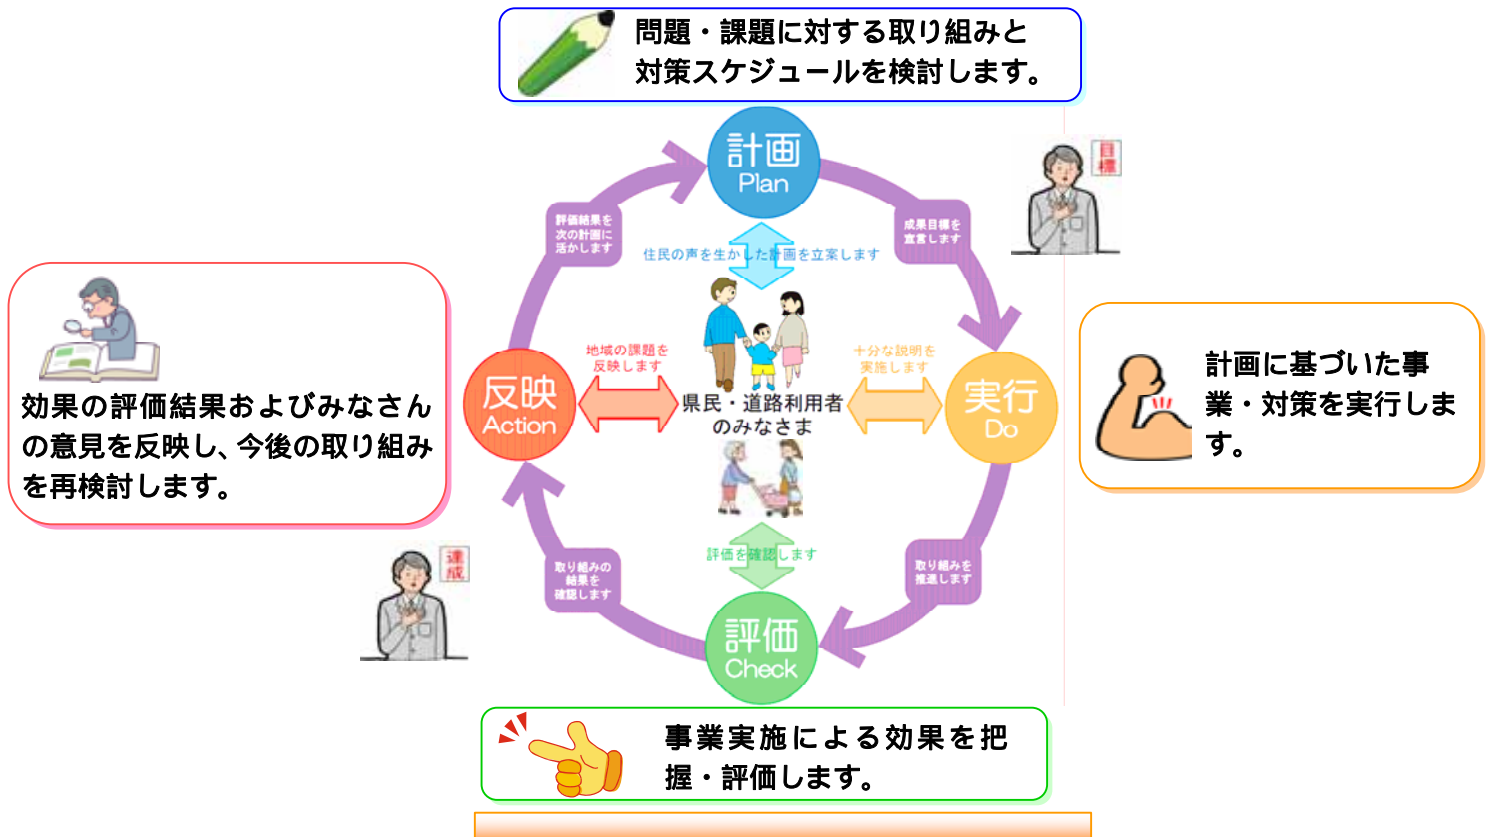 問題・課題に対する取り組みと
対策スケジュールを検討します。
計画
Plan
目標
評価結果を
次の計画に
活かします
成果目標を
宣言します
住民の声を生かした計画を立案します
地域の課題を
反映します
十分な説明を
実施します
反映
Action
県民・道路利用者
のみなさま
実行
Do
効果の評価結果およびみなさん
の意見を反映し、今後の取り組み
を再検討します。
計画に基づいた事
業・対策を実行しま
す。
達成
評価を確認します
取り組みの
結果を
確認します
取り組みを
推進します
評価
Check
事業実施による効果を把
握・評価します。